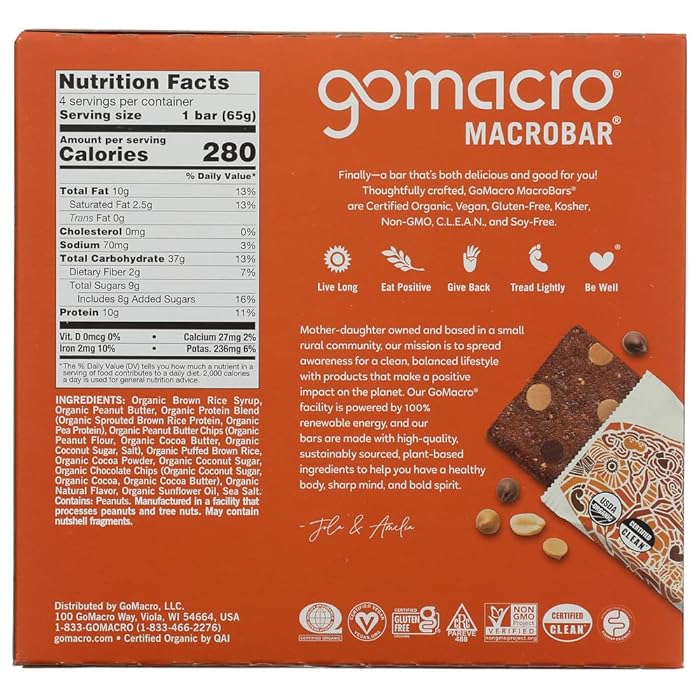 Nutrition Facts
4 servings per container
Serving size 1 bar (65g)
Amount per serving
Calories 280
% Daily Value*
Total Fat 10g 13%
Saturated Fat 2.5g 13%
Trans Fat 0g
Cholesterol 0mg 0%
Sodium 70mg 3%
Total Carbohydrate 37g 13%
Dietary Fiber 2g 7%
Total Sugars 9g
Includes 8g Added Sugars 16%
Protein 10g 11%
Vit. D 0mcg 0% • Calcium 27mg 2%
Iron 2mg 10% • Potas. 236mg 6%
*The % Daily Value (DV) tells you how much a nutrient in a
serving of food contributes to a daily diet. 2,000 calories
a day is used for general nutrition advice.
INGREDIENTS: Organic Brown Rice Syrup,
Organic Peanut Butter, Organic Protein Blend
(Organic Sprouted Brown Rice Protein, Organic
Pea Protein), Organic Peanut Butter Chips (Organic
Peanut Flour, Organic Cocoa Butter, Organic
Coconut Sugar, Salt), Organic Puffed Brown Rice,
Organic Cocoa Powder, Organic Coconut Sugar,
Organic Chocolate Chips (Organic Coconut Sugar,
Organic Cocoa, Organic Cocoa Butter), Organic
Natural Flavor, Organic Sunflower Oil, Sea Salt.
Contains: Peanuts. Manufactured in a facility that
processes peanuts and tree nuts. May contain
nutshell fragments.
Distributed by GoMacro, LLC.
100 GoMacro Way, Viola, WI 54664, USA
1-833-GOMACRO (1-833-466-2276)
gomacro.com • Certified Organic by QAI
gomacro®
MACROBAR®
Finally—a bar that's both delicious and good for you!
Thoughtfully crafted, GoMacro MacroBars®
are Certified Organic, Vegan, Gluten-Free, Kosher,
Non-GMO, C.L.E.A.N., and Soy-Free.
®
Live Long Eat Positive Give Back Tread Lightly Be Well
Mother-daughter owned and based in a small
rural community, our mission is to spread
awareness for a clean, balanced lifestyle
with products that make a positive
impact on the planet. Our GoMacro®
facility is powered by 100%
renewable energy, and our
bars are made with high-quality,
sustainably sourced, plant-based
ingredients to help you have a healthy
body, sharp mind, and bold spirit.
- Jola & Amelia
USDA
ORGANIC
CERTIFIED
CLEAN
CERTIFIED VEGAN
VEGAN.ORG
CERTIFIED
GLUTEN
FREE
PAREVE
488
NON
GMO
Project
VERIFIED
nongmoproject.org
CERTIFIED
CLEAN